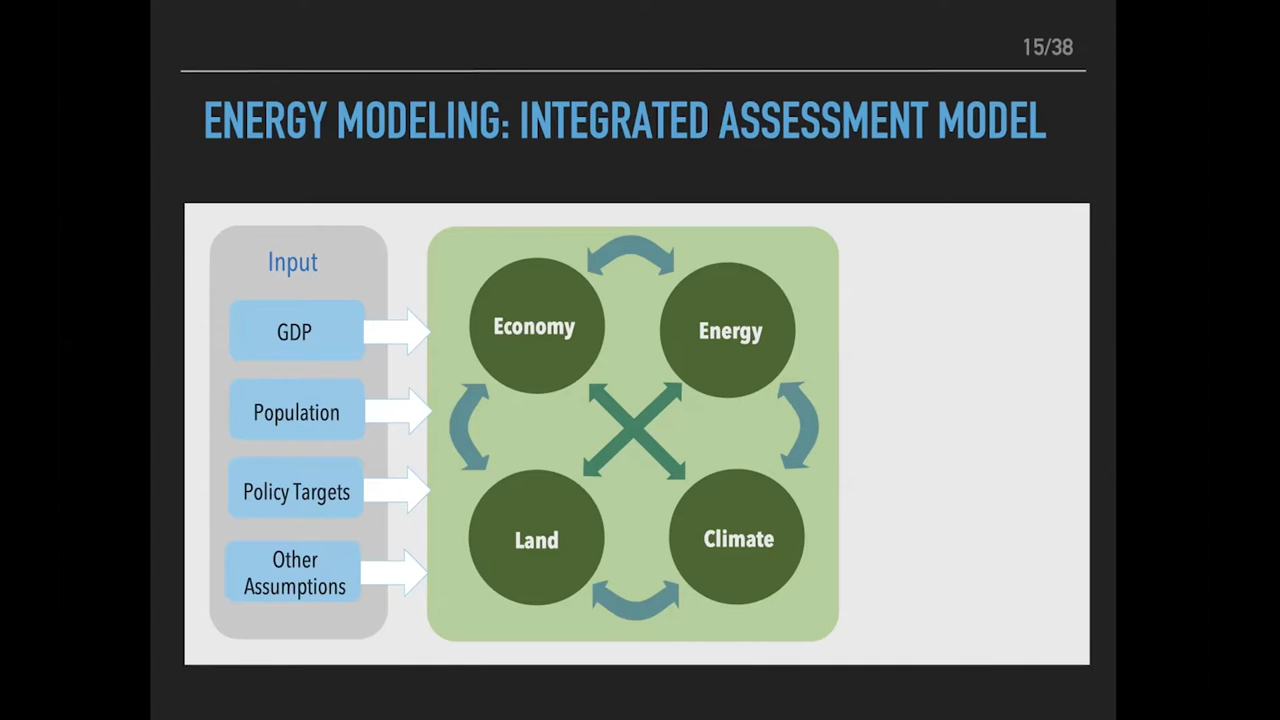 15/38
ENERGY MODELING: INTEGRATED ASSESSMENT MODEL
Input
GDP
Population
Policy Targets
Other
Assumptions
Economy
Energy
Land
Climate